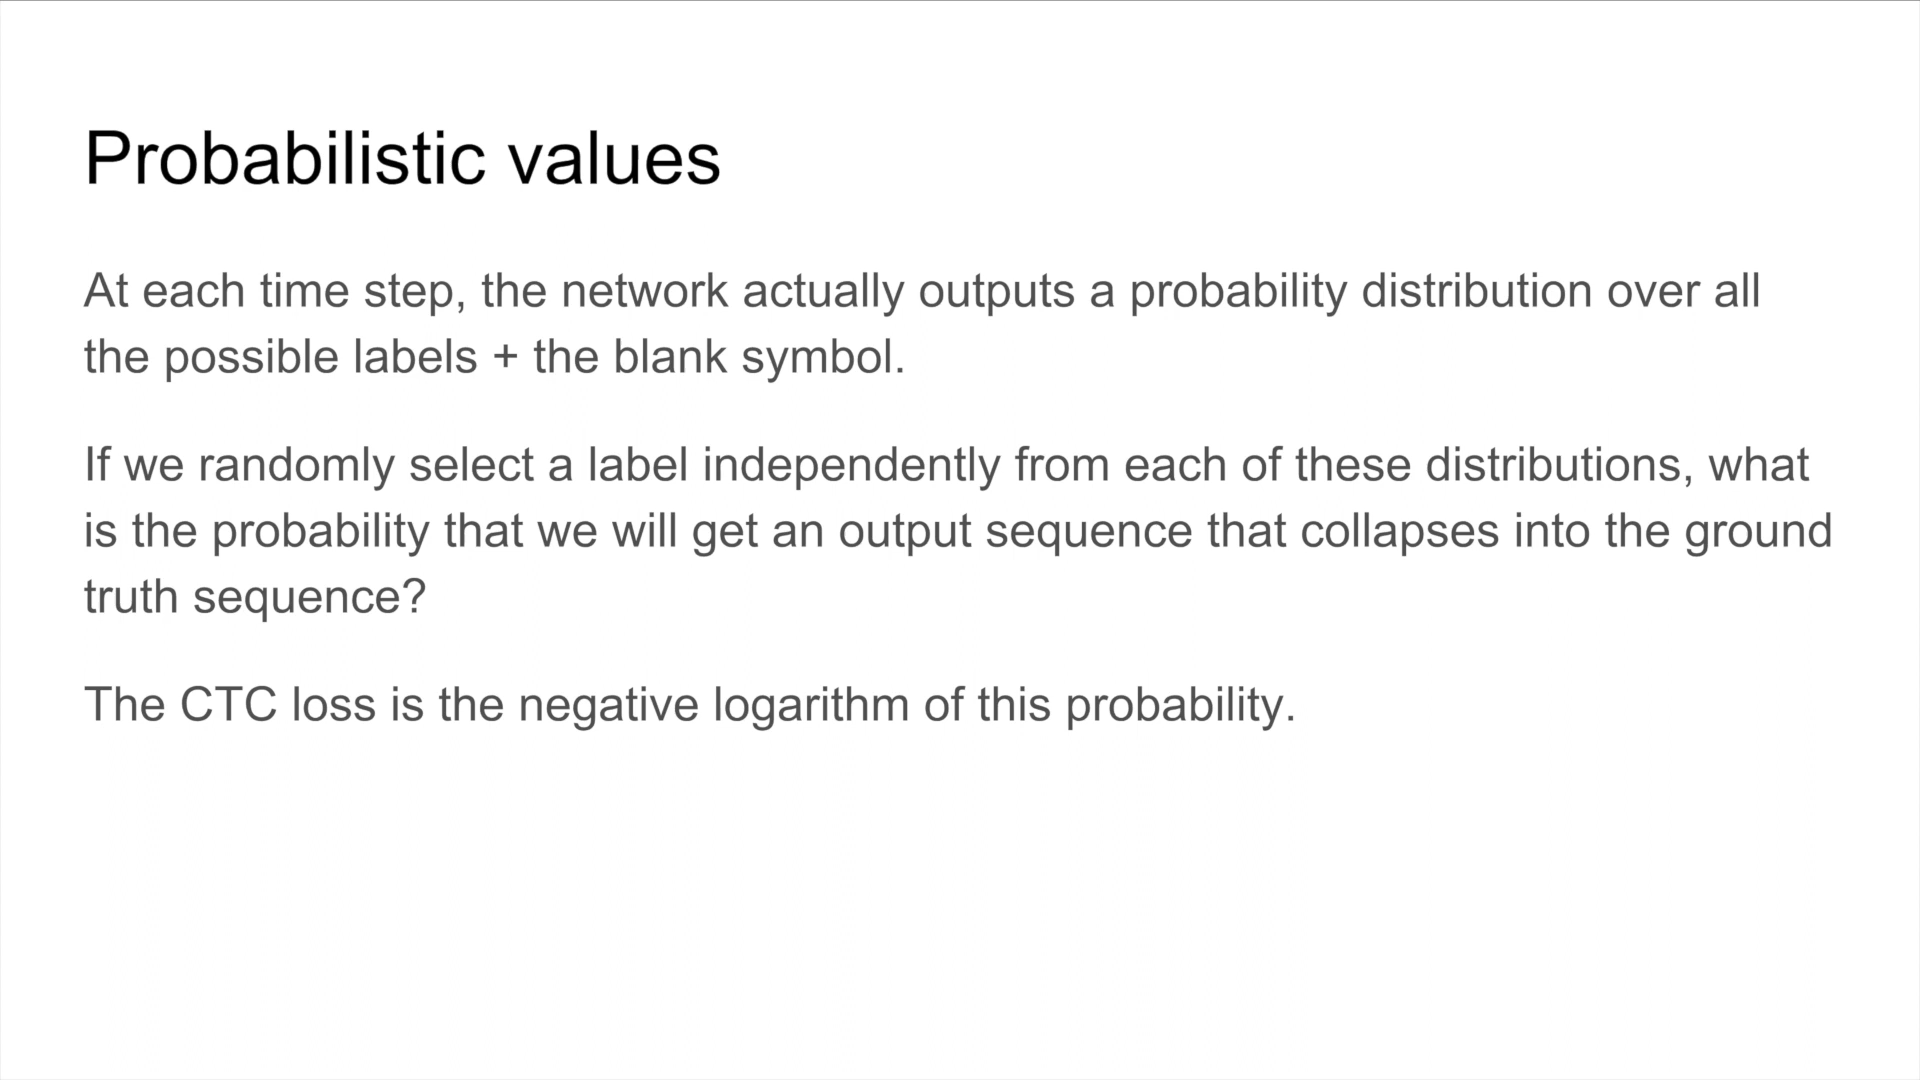 Probabilistic values
At each time step, the network actually outputs a probability distribution over all
the possible labels + the blank symbol.
If we randomly select a label independently from each of these distributions, what
is the probability that we will get an output sequence that collapses into the ground
truth sequence?
The CTC loss is the negative logarithm of this probability.